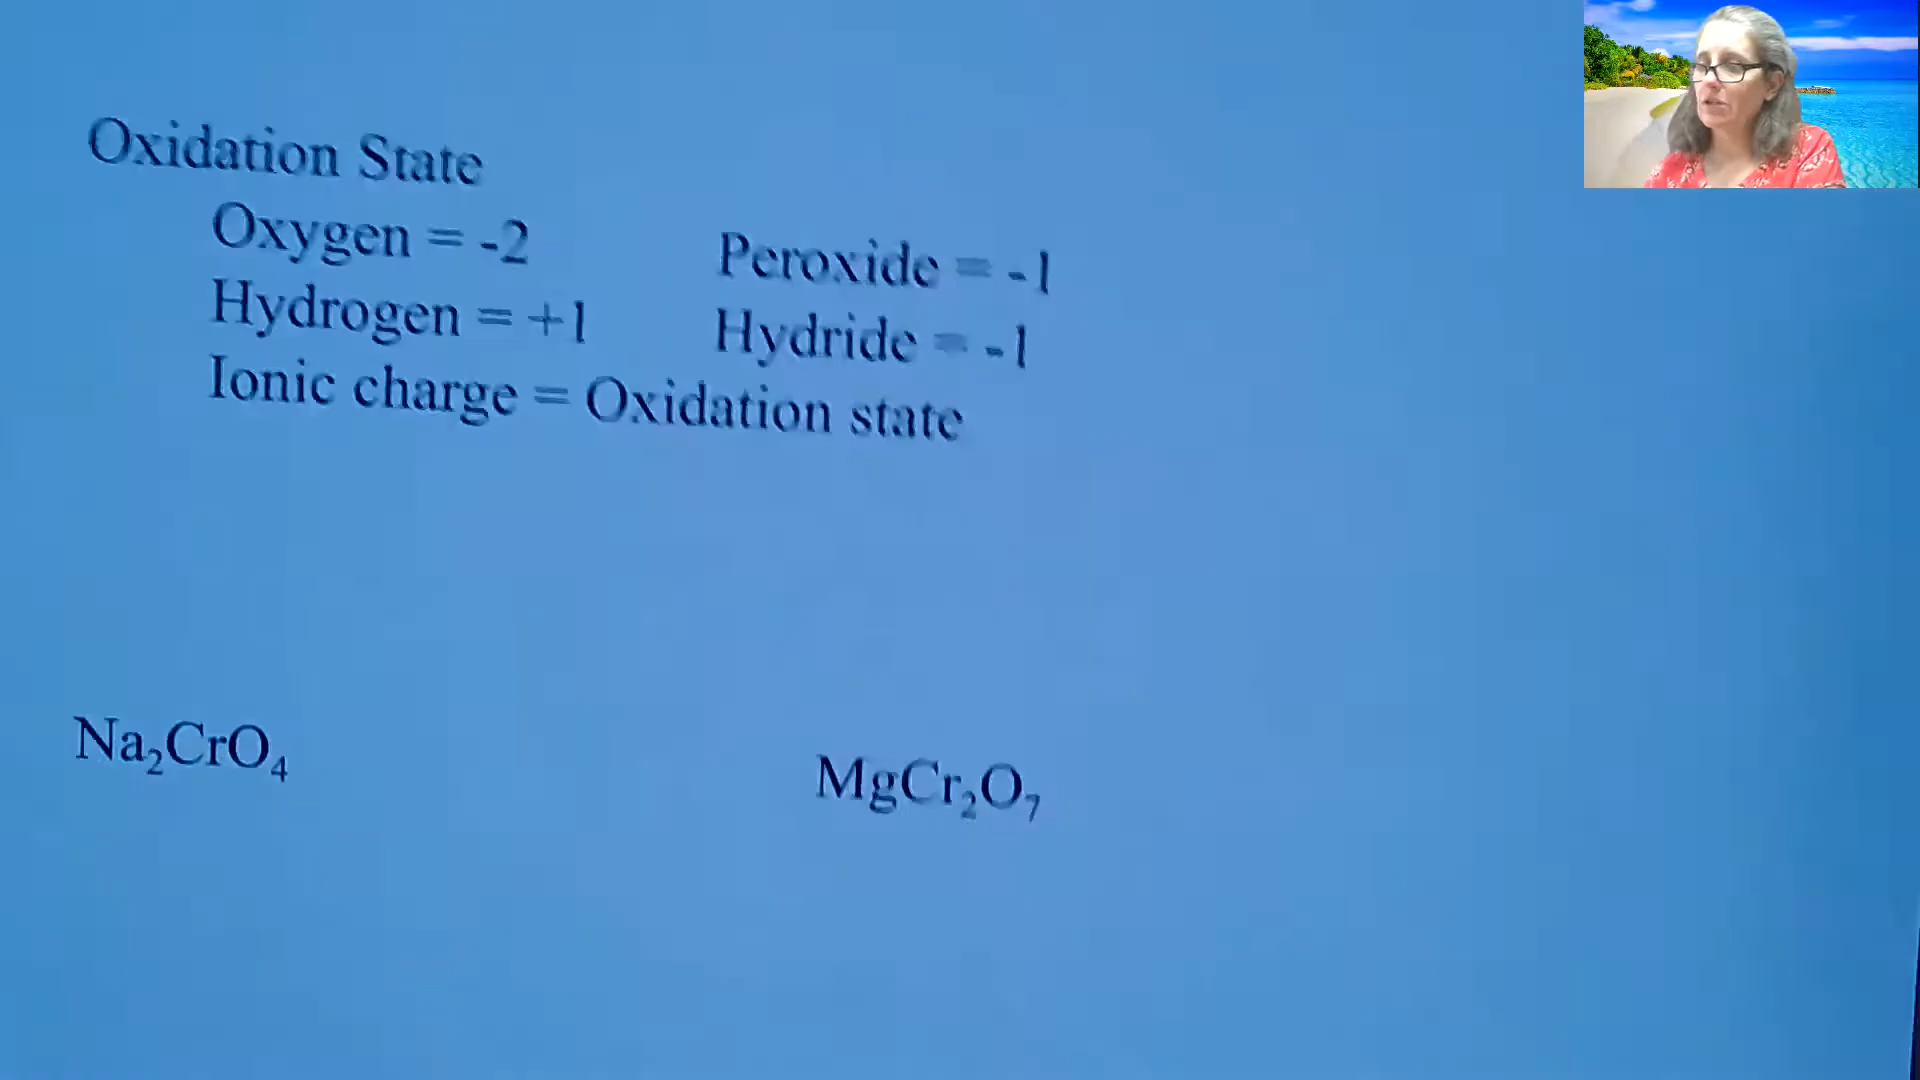 Oxidation State
Oxygen = -2 Peroxide = -1
Hydrogen = +1 Hydride = -1
Ionic charge = Oxidation state
Na₂CrO₄ MgCr₂O₇